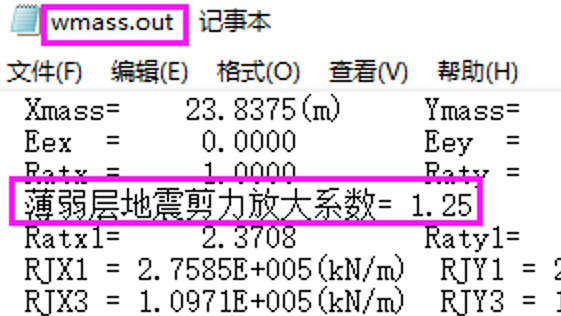 wmass.out - 记事本
文件(F) 编辑(E) 格式(O) 查看(V) 帮助(H)
Xmass= 23.8375(m) Ymass=
Eex = 0.0000 Eey =
Ratx = 1.0000 Raty =
薄弱层地震剪力放大系数= 1.25
Ratx1= 2.3708 Raty1=
RJX1 = 2.7585E+005(kN/m) RJY1 = 2
RJX3 = 1.0971E+005(kN/m) RJY3 = 1